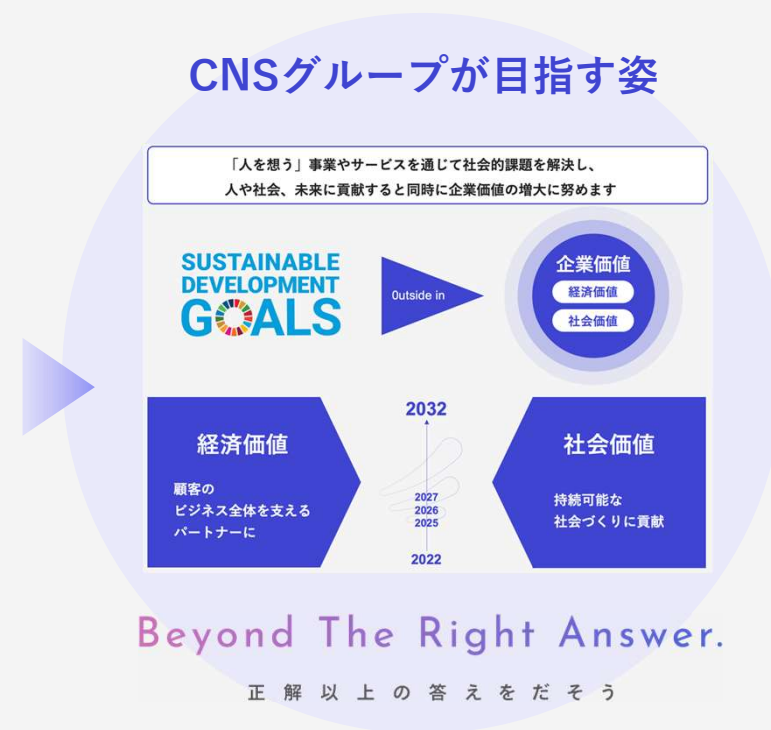 CNSグループが目指す姿
「人を想う」事業やサービスを通じて社会的課題を解決し、
人や社会、未来に貢献すると同時に企業価値の増大に努めます
SUSTAINABLE
DEVELOPMENT
GOALS
0utside in
企業価値
経済価値
社会価値
経済価値
顧客の
ビジネス全体を支える
パートナーに
2032
2027
2026
2025
2022
社会価値
持続可能な
社会づくりに貢献
Beyond The Right Answer.
正解以上の答えをだそう